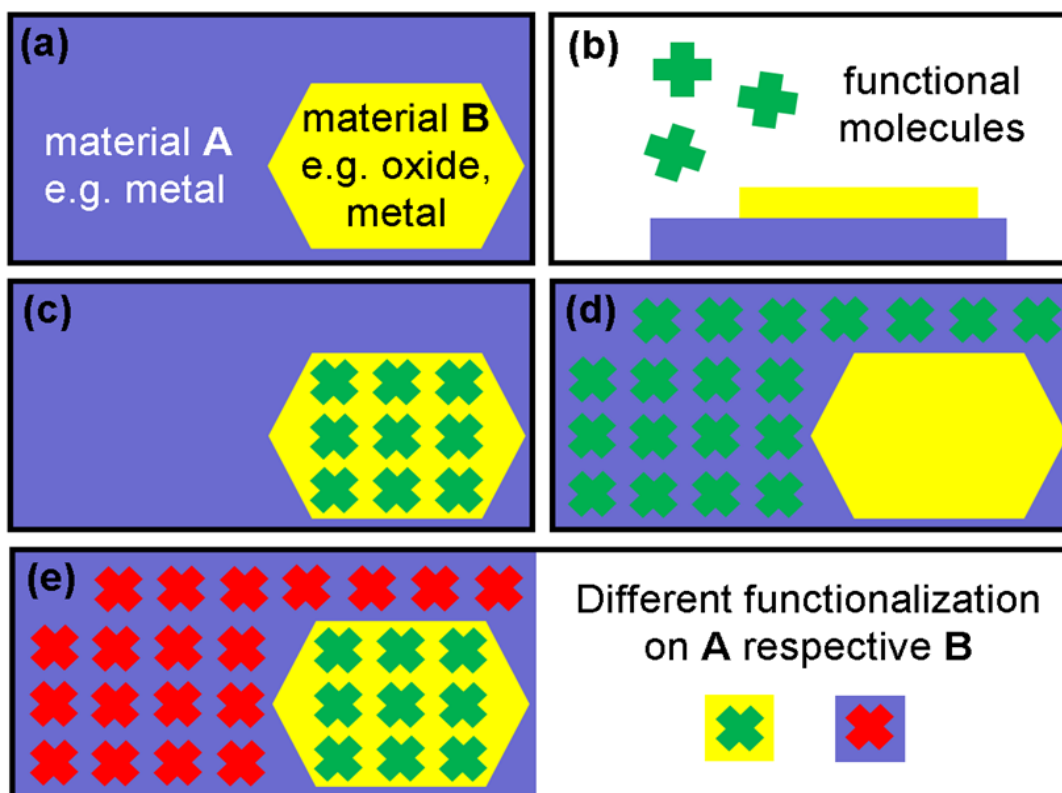 (a)
material A
e.g. metal
material B
e.g. oxide,
metal
(b)
functional
molecules
(c)
(d)
(e)
Different functionalization
on A respective B